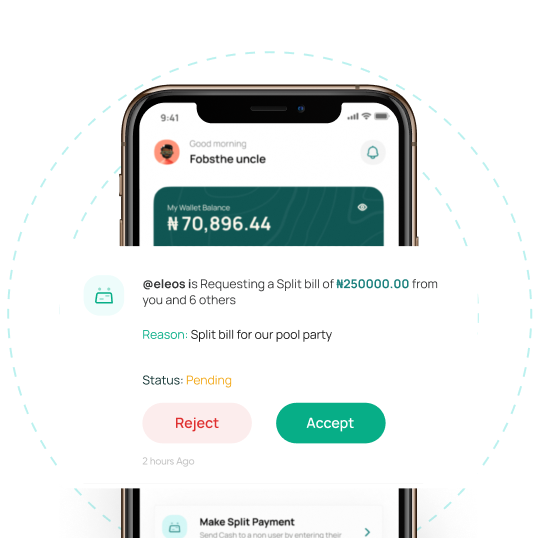 9:41
Good morning
Fobsthe uncle
My Wallet Balance
₦70,896.44
@eleos is Requesting a Split bill of ₦250000.00 from
you and 6 others
Reason: Split bill for our pool party
Status: Pending
Reject
Accept
2 hours Ago
Make Split Payment
Send Cash to a non user by entering their